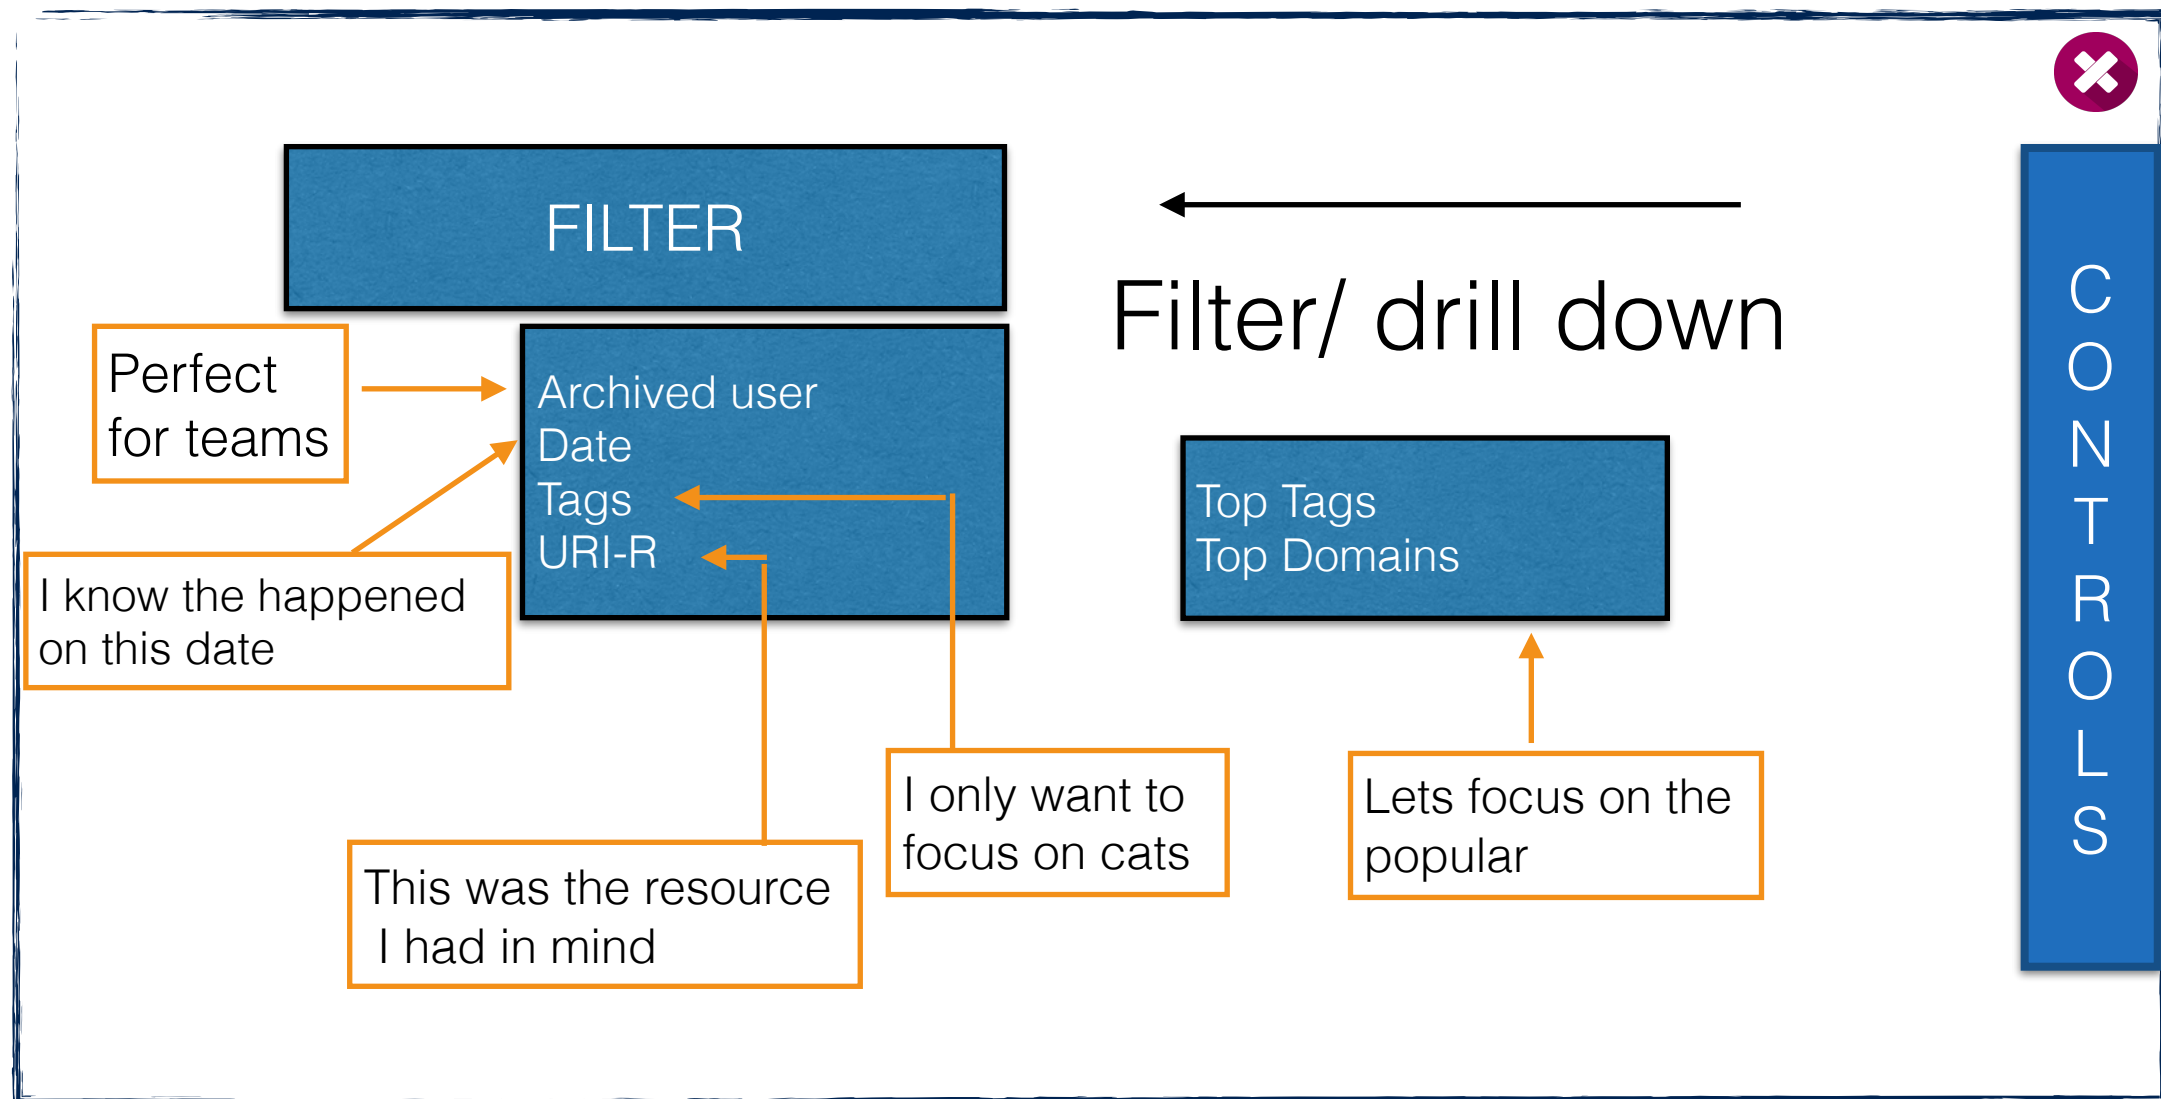 FILTER
Filter/ drill down
Perfect
for teams
Archived user
Date
Tags
URI-R
I know the happened
on this date
Top Tags
Top Domains
I only want to
focus on cats
Lets focus on the
popular
This was the resource
I had in mind
C
O
N
T
R
O
L
S